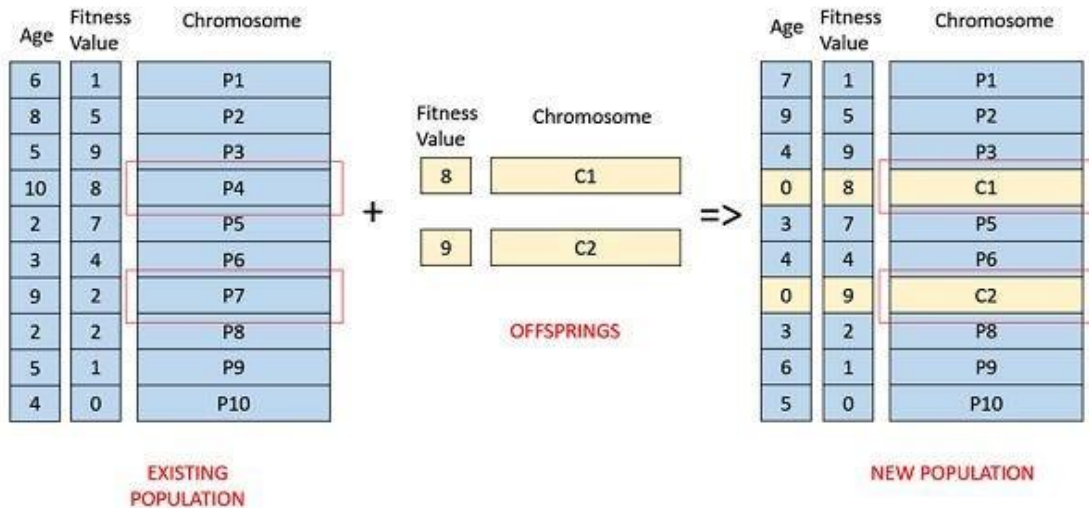 Age Fitness Value Chromosome
6 1 P1
8 5 P2
5 9 P3
10 8 P4
2 7 P5
3 4 P6
9 2 P7
2 2 P8
5 1 P9
4 0 P10
EXISTING
POPULATION
+
Fitness Value Chromosome
8 C1
9 C2
OFFSPRINGS
=>
Age Fitness Value Chromosome
7 1 P1
9 5 P2
4 9 P3
0 8 C1
3 7 P5
4 4 P6
0 9 C2
3 2 P8
6 1 P9
5 0 P10
NEW POPULATION